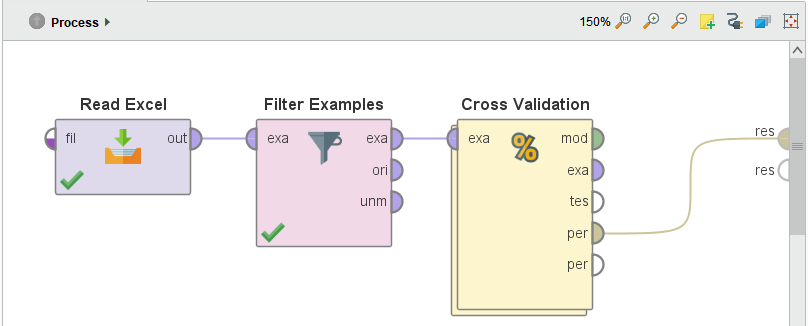 Process
150%
Read Excel
Filter Examples
Cross Validation
fil
out
exa
exa
ori
unm
exa
mod
exa
tes
per
per
res
res